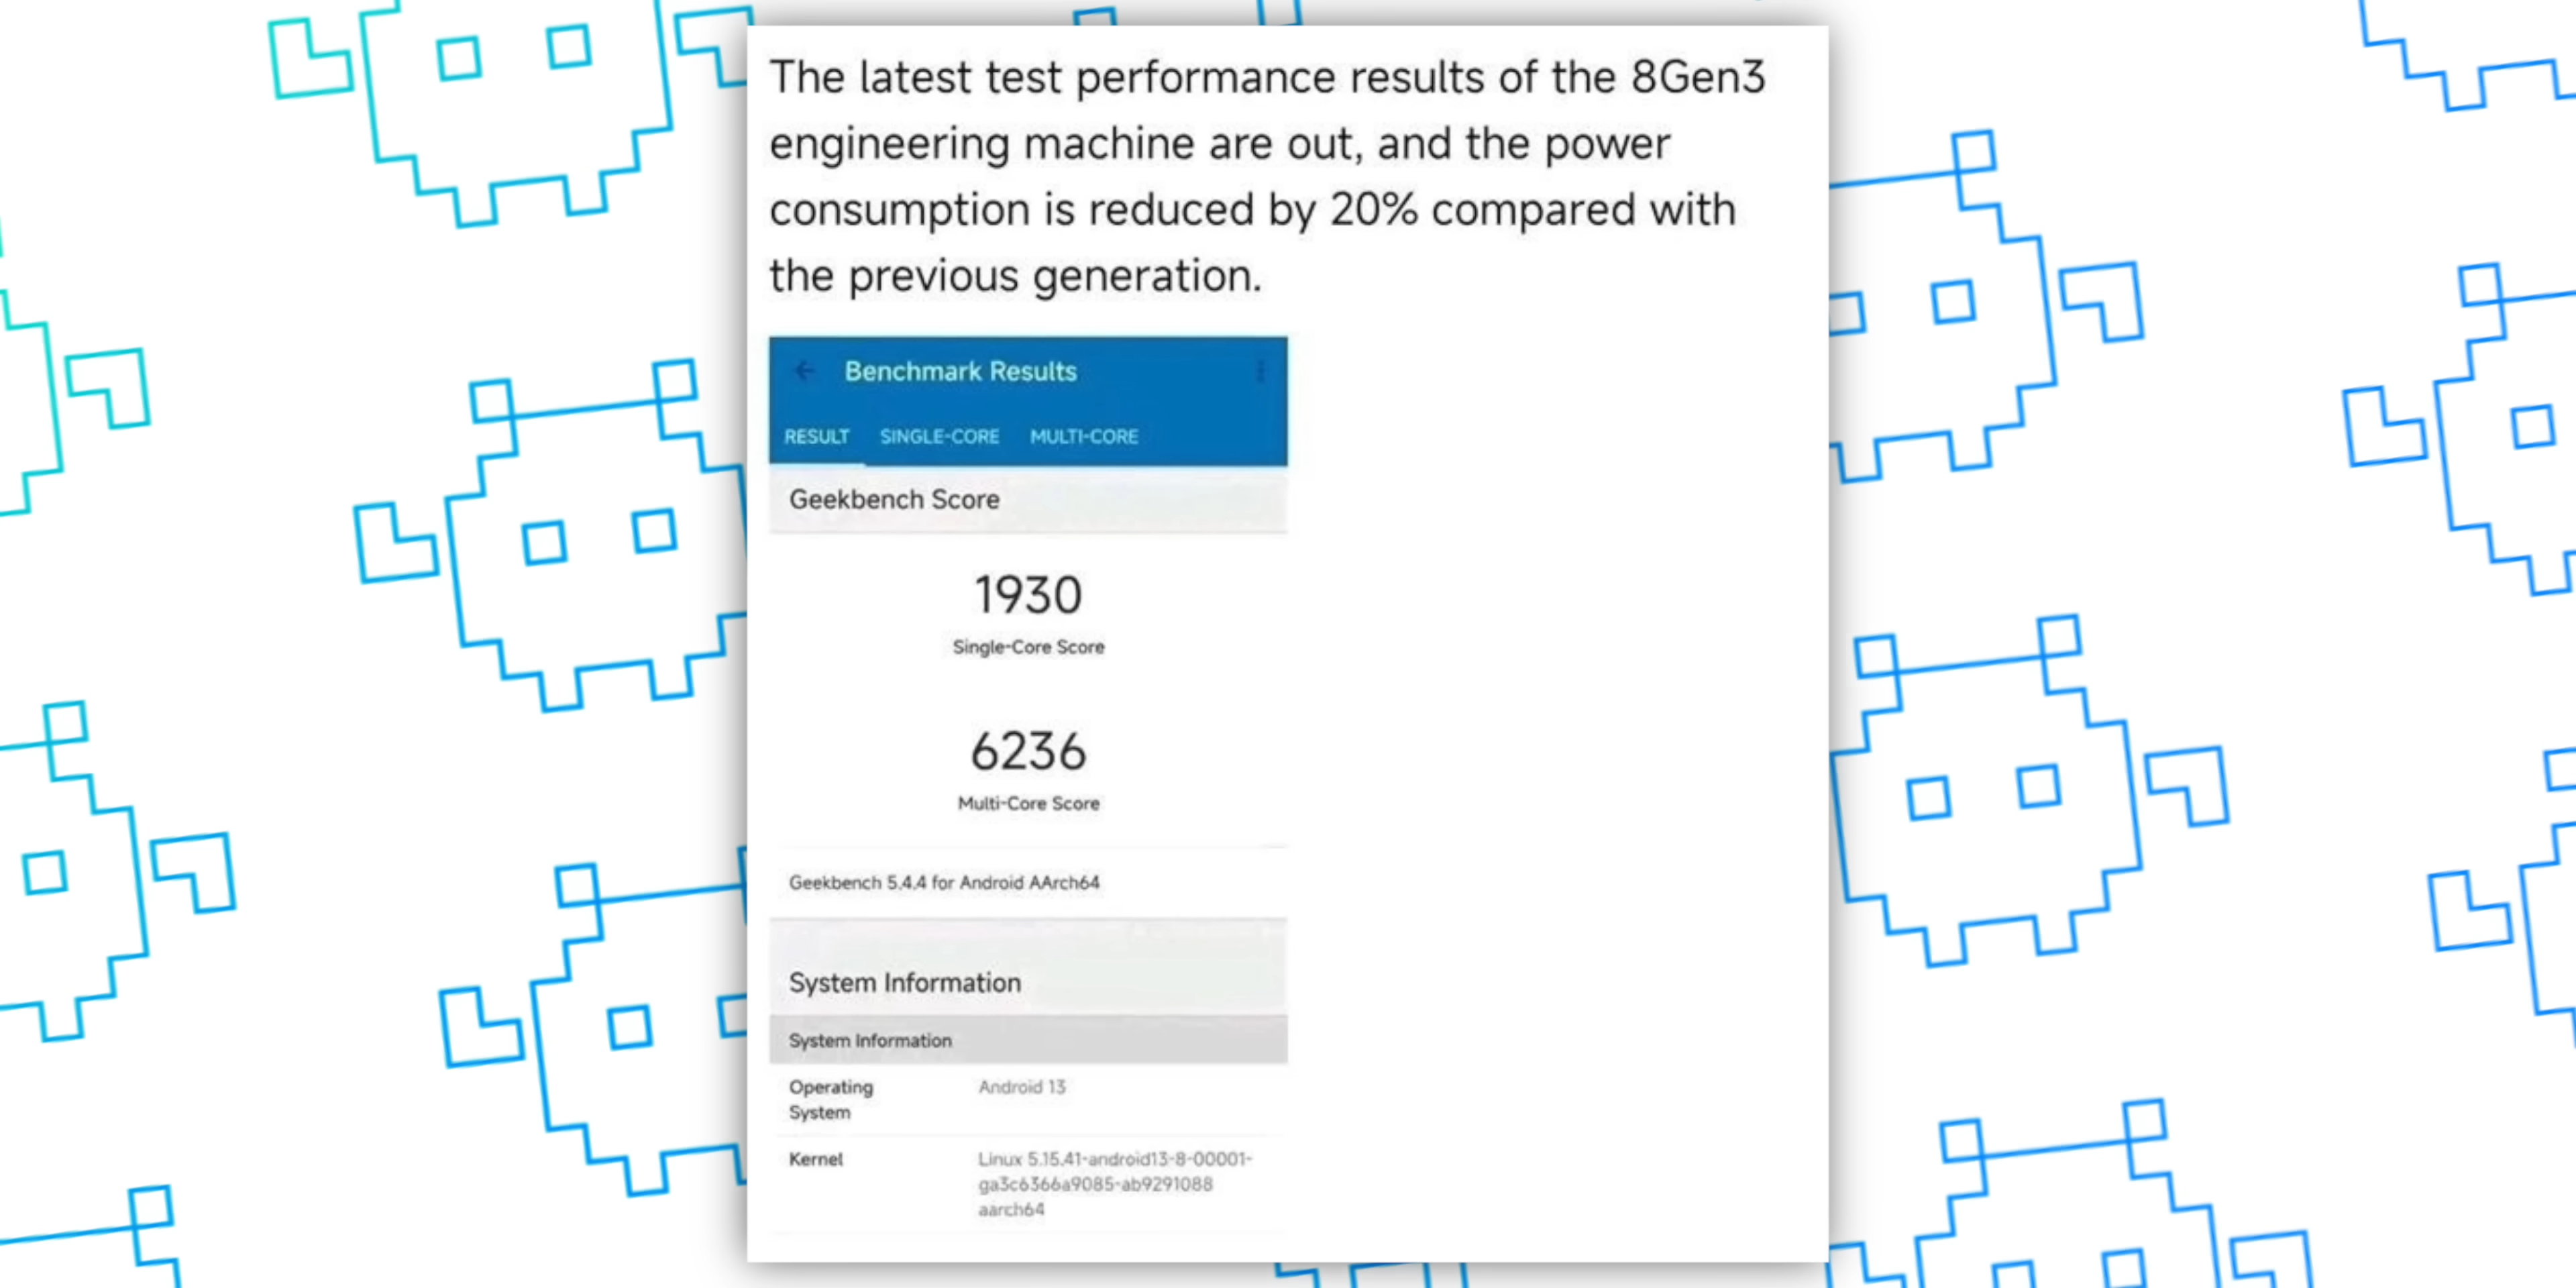 The latest test performance results of the 8Gen3
engineering machine are out, and the power
consumption is reduced by 20% compared with
the previous generation.
Benchmark Results
RESULT SINGLE-CORE MULTI-CORE
Geekbench Score
1930
Single-Core Score
6236
Multi-Core Score
Geekbench 5.4.4 for Android AArch64
System Information
System Information
Operating System Android 13
Kernel Linux 5.15.41-android13-8-00001-
ga3c6366a9085-ab9291088
aarch64